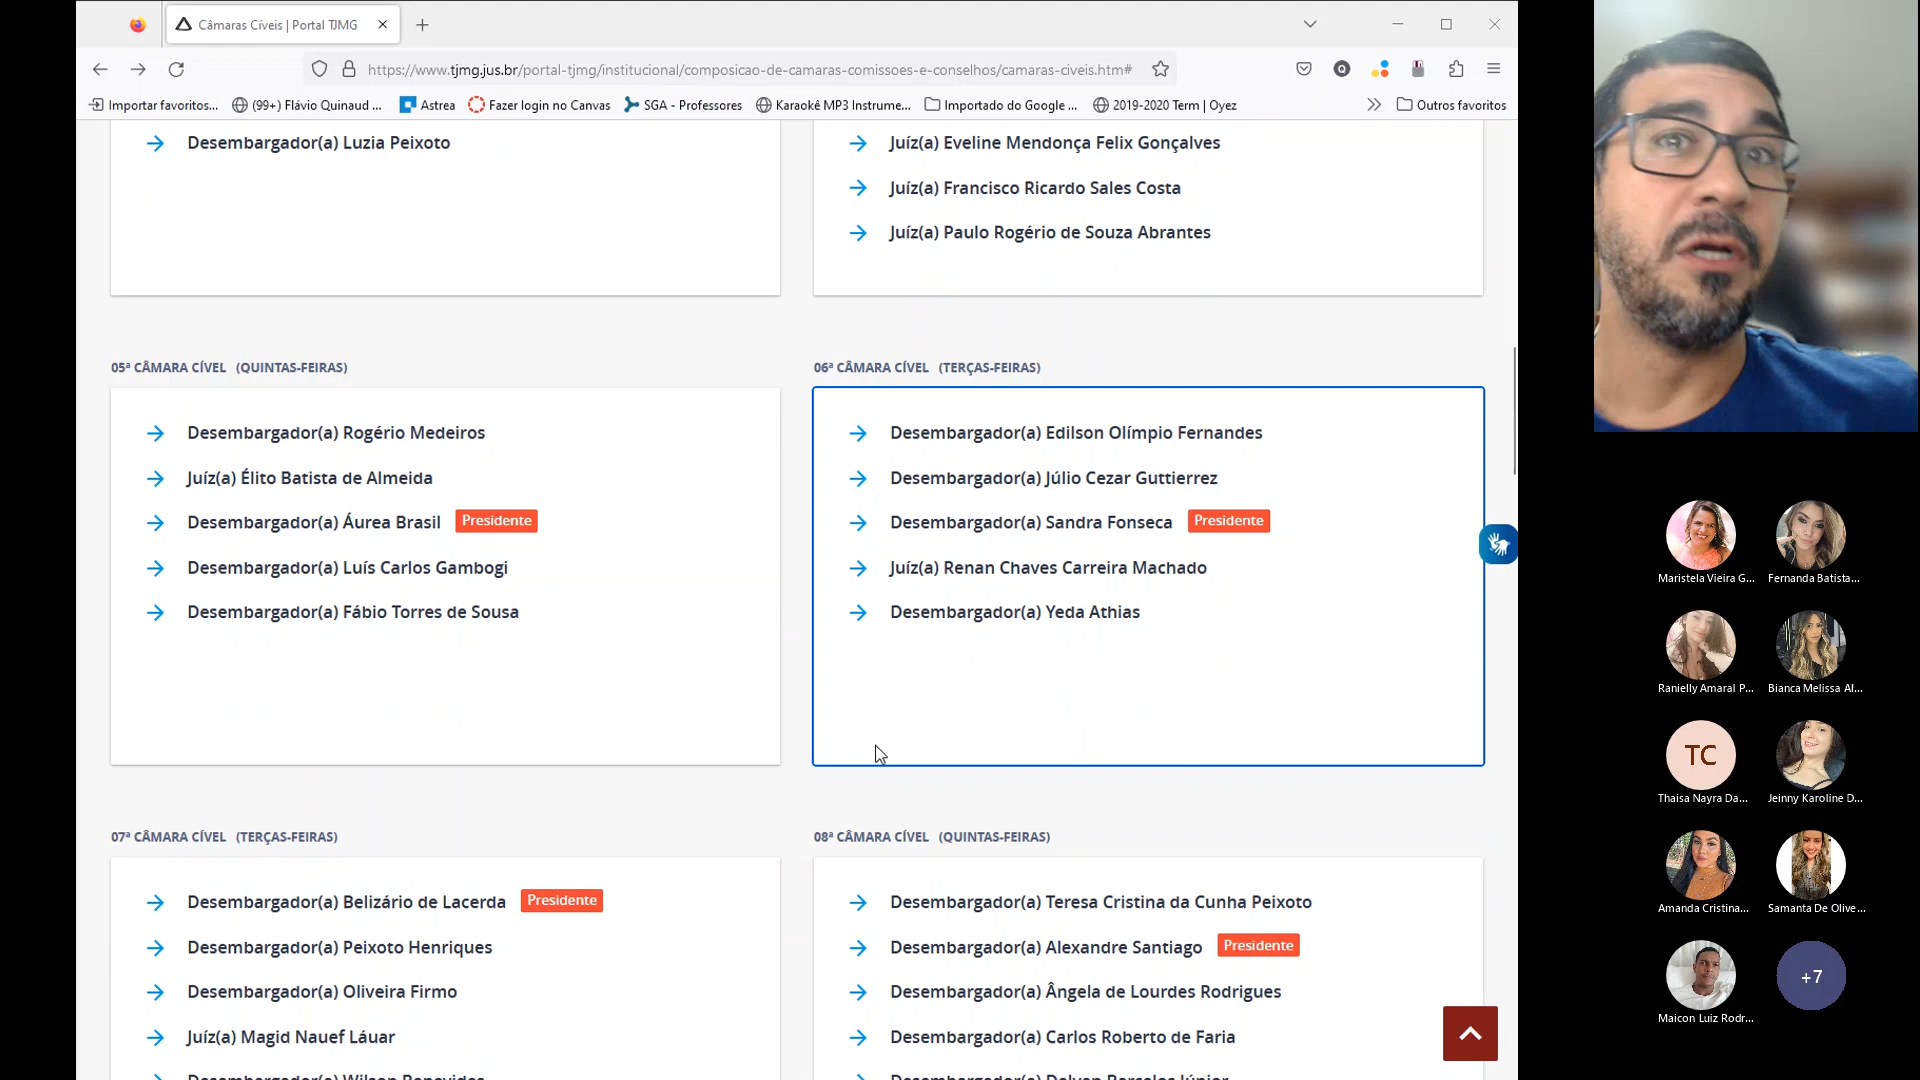 Câmaras Cíveis | Portal TJMG
https://www.tjmg.jus.br/portal-tjmg/institucional/composicao-de-camaras-comissoes-e-conselhos/camaras-civeis.htm#
Importar favoritos...
(99+) Flávio Quinaud ...
Astrea
Fazer login no Canvas
SGA - Professores
Karaokê MP3 Instrume...
Importado do Google ...
2019-2020 Term | Oyez
Outros favoritos
Desembargador(a) Luzia Peixoto
Juíz(a) Eveline Mendonça Felix Gonçalves
Juíz(a) Francisco Ricardo Sales Costa
Juíz(a) Paulo Rogério de Souza Abrantes
05ª CÂMARA CÍVEL (QUINTAS-FEIRAS)
Desembargador(a) Rogério Medeiros
Juíz(a) Élito Batista de Almeida
Desembargador(a) Áurea Brasil Presidente
Desembargador(a) Luís Carlos Gambogi
Desembargador(a) Fábio Torres de Sousa
06ª CÂMARA CÍVEL (TERÇAS-FEIRAS)
Desembargador(a) Edilson Olímpio Fernandes
Desembargador(a) Júlio Cezar Guttierrez
Desembargador(a) Sandra Fonseca Presidente
Juíz(a) Renan Chaves Carreira Machado
Desembargador(a) Yeda Athias
07ª CÂMARA CÍVEL (TERÇAS-FEIRAS)
Desembargador(a) Belizário de Lacerda Presidente
Desembargador(a) Peixoto Henriques
Desembargador(a) Oliveira Firmo
Juíz(a) Magid Nauef Láuar
Desembargador(a) Wilson Benevides
08ª CÂMARA CÍVEL (QUINTAS-FEIRAS)
Desembargador(a) Teresa Cristina da Cunha Peixoto
Desembargador(a) Alexandre Santiago Presidente
Desembargador(a) Ângela de Lourdes Rodrigues
Desembargador(a) Carlos Roberto de Faria
Desembargador(a) Delvan Barcelos Júnior
Maristela Vieira G...
Fernanda Batista...
Ranielly Amaral P...
Bianca Melissa Al...
TC
Thaisa Nayra Da...
Jeinny Karoline D...
Amanda Cristina...
Samanta De Olive...
Maicon Luiz Rodr...
+7